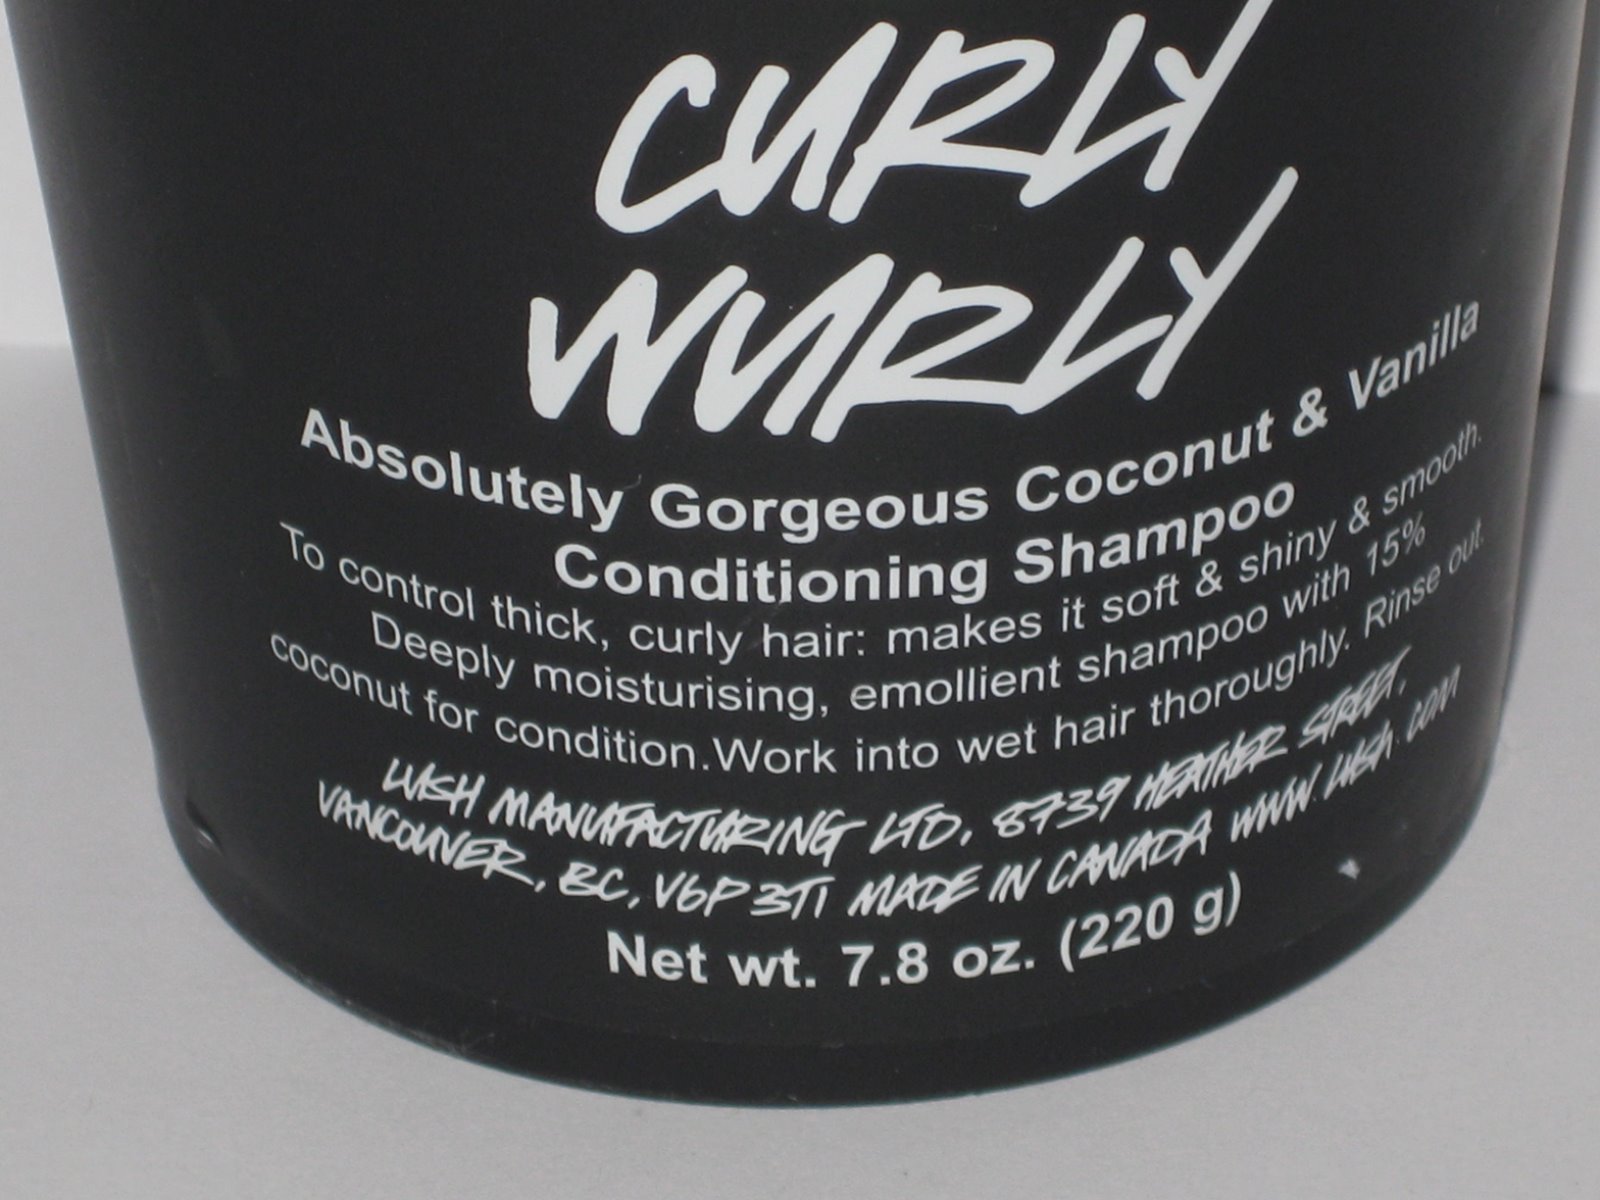 CURLY
WURLY
Absolutely Gorgeous Coconut & Vanilla
Conditioning Shampoo
To control thick, curly hair: makes it soft & shiny & smooth.
Deeply moisturising, emollient shampoo with 15%
coconut for condition.Work into wet hair thoroughly. Rinse out.
LUSH MANUFACTURING LTD, 8739 HEATHER STREET,
VANCOUVER, BC, V6P 3T1 MADE IN CANADA WWW.LUSH.COM
Net wt. 7.8 oz. (220 g)